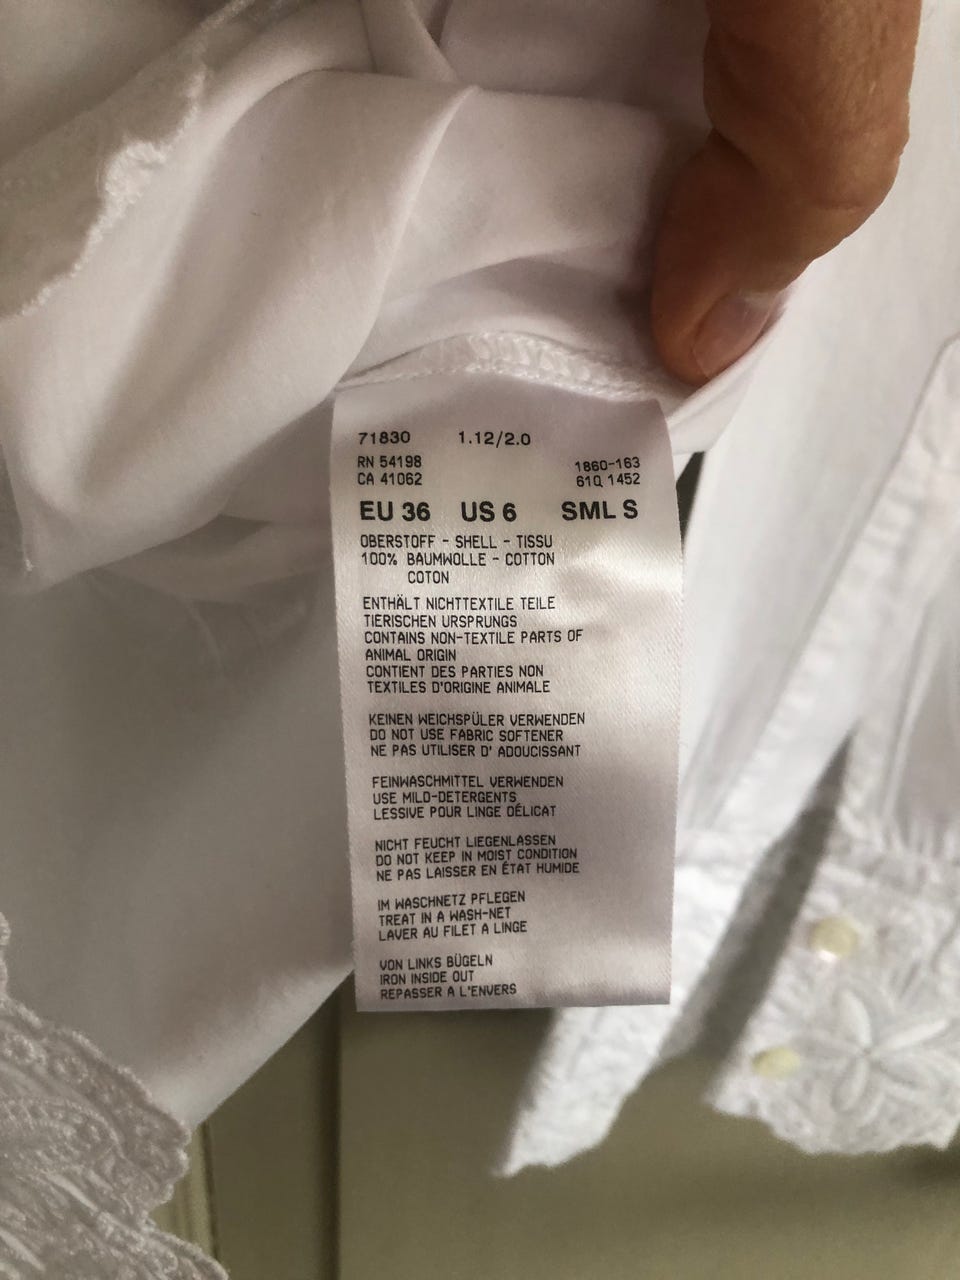 71830 1.12/2.0
RN 54198 1860-163
CA 41062 61Q 1452
EU 36 US 6 SML S
OBERSTOFF - SHELL - TISSU
100% BAUMWOLLE - COTTON
COTON
ENTHÄLT NICHTTEXTILE TEILE
TIERISCHEN URSPRUNGS
CONTAINS NON-TEXTILE PARTS OF
ANIMAL ORIGIN
CONTIENT DES PARTIES NON
TEXTILES D'ORIGINE ANIMALE
KEINEN WEICHSPÜLER VERWENDEN
DO NOT USE FABRIC SOFTENER
NE PAS UTILISER D' ADOUCISSANT
FEINWASCHMITTEL VERWENDEN
USE MILD-DETERGENTS
LESSIVE POUR LINGE DÉLICAT
NICHT FEUCHT LIEGENLASSEN
DO NOT KEEP IN MOIST CONDITION
NE PAS LAISSER EN ÉTAT HUMIDE
IM WASCHNETZ PFLEGEN
TREAT IN A WASH-NET
LAVER AU FILET A LINGE
VON LINKS BÜGELN
IRON INSIDE OUT
REPASSER A L'ENVERS